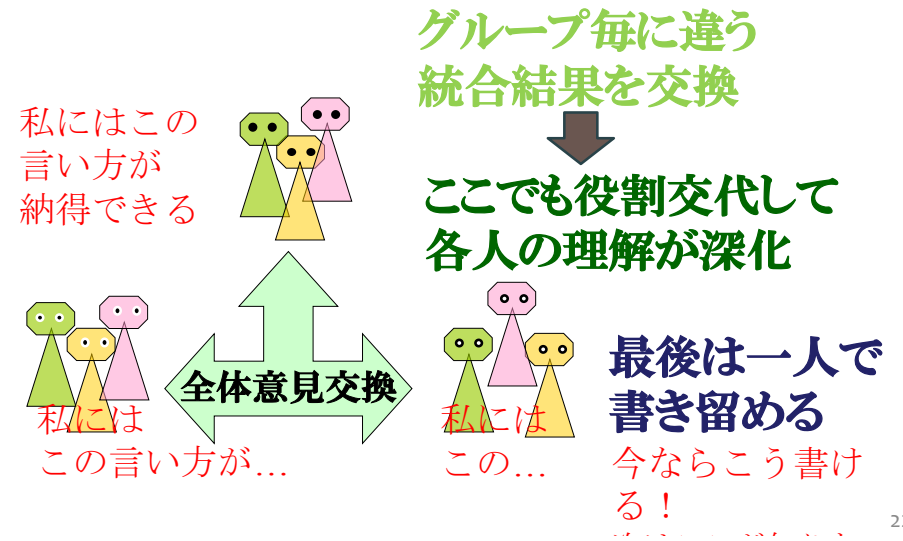 グループ毎に違う
統合結果を交換
私にはこの
言い方が
納得できる
ここでも役割交代して
各人の理解が深化
全体意見交換
私には
この言い方が…
私には
この…
最後は一人で
書き留める
今ならこう書け
る！